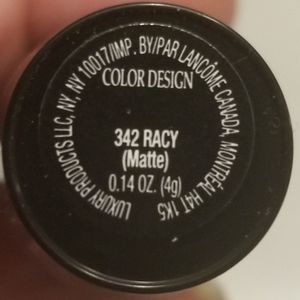 LUXURY PRODUCTS LLC, NY, NY 10017/IMP. BY/PAR LANCÔME CANADA, MONTRÉAL H4T 1K5
COLOR DESIGN
342 RACY
(Matte)
0.14 OZ. (4g)